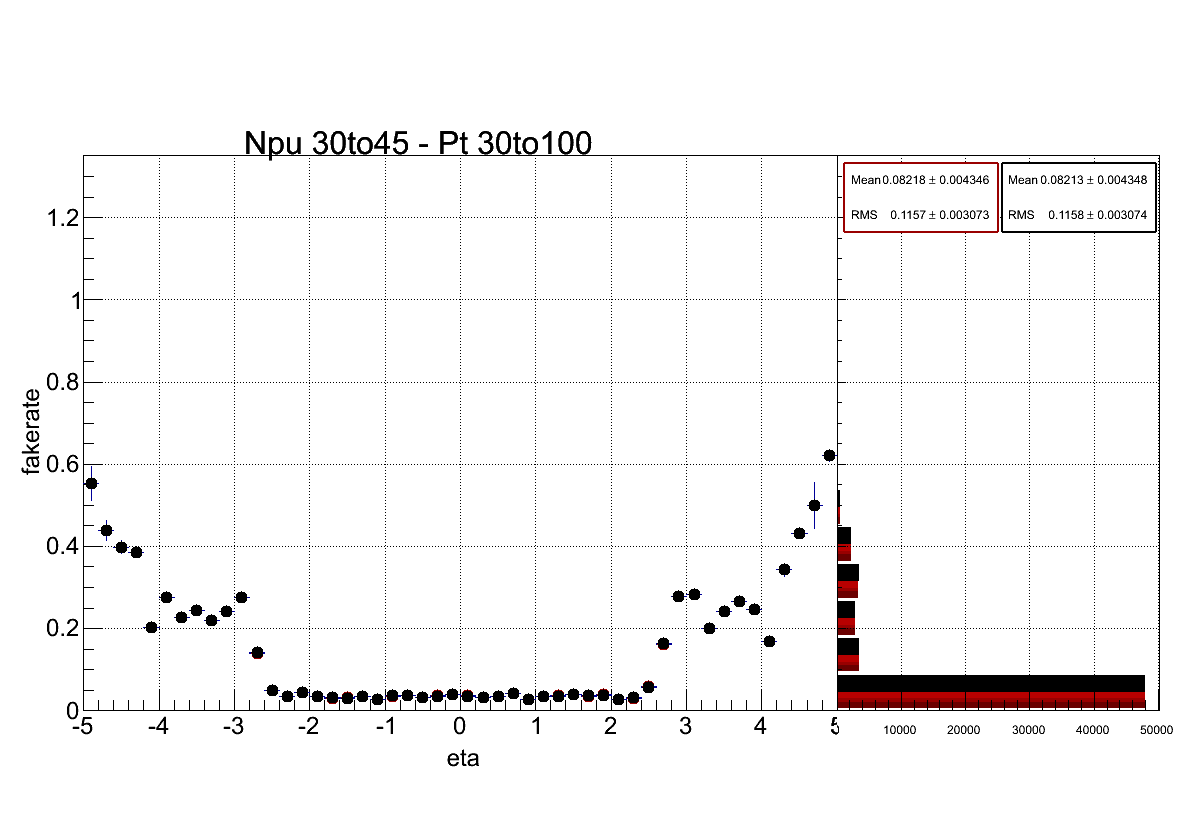 Npu 30to45 - Pt 30to100
Mean 0.08218 ± 0.004346
RMS 0.1157 ± 0.003073
Mean 0.08213 ± 0.004348
RMS 0.1158 ± 0.003074
fakerate
1.2
1
0.8
0.6
0.4
0.2
0
-5 -4 -3 -2 -1 0 1 2 3 4
10000 20000 30000 40000 50000
eta